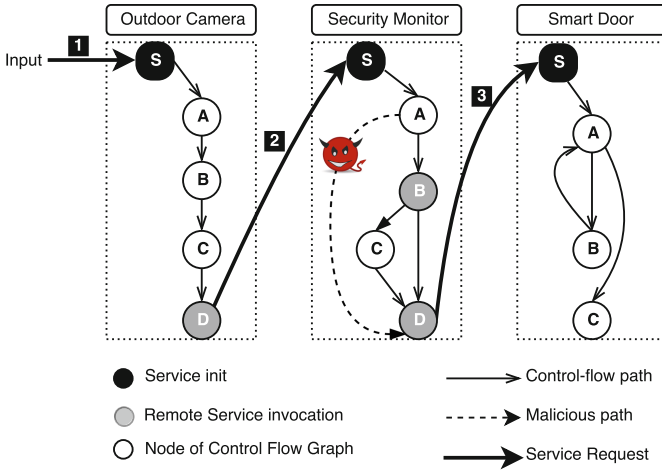 Outdoor Camera
Security Monitor
Smart Door
Input
1
S
A
B
C
D
2
S
A
B
C
D
3
S
A
B
C
Service init
Remote Service invocation
Node of Control Flow Graph
Control-flow path
Malicious path
Service Request